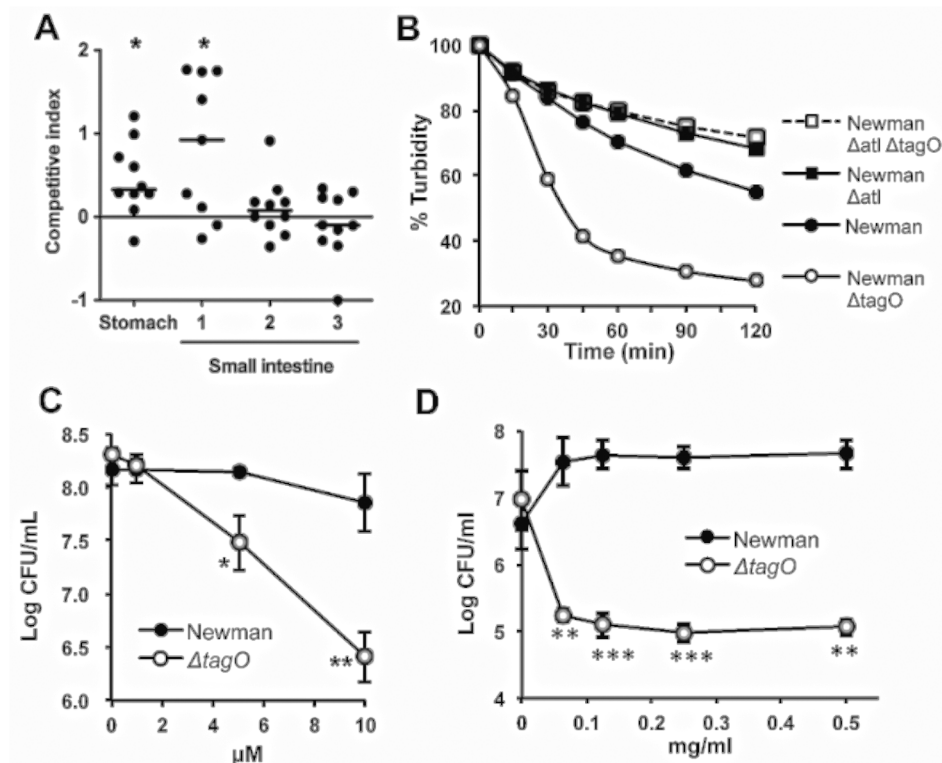 A
*
*
Competitive index
2
1
0
-1
Stomach
1
2
3
Small intestine
B
% Turbidity
100
80
60
40
20
0
30
60
90
120
Time (min)
Newman
Δatl ΔtagO
Newman
Δatl
Newman
Newman
ΔtagO
C
Log CFU/mL
8.5
8.0
7.5
7.0
6.5
6.0
*
**
Newman
ΔtagO
0
2
4
6
8
10
µM
D
Log CFU/ml
8
7
6
5
4
Newman
ΔtagO
**
***
***
**
0
0.1
0.2
0.3
0.4
0.5
mg/ml